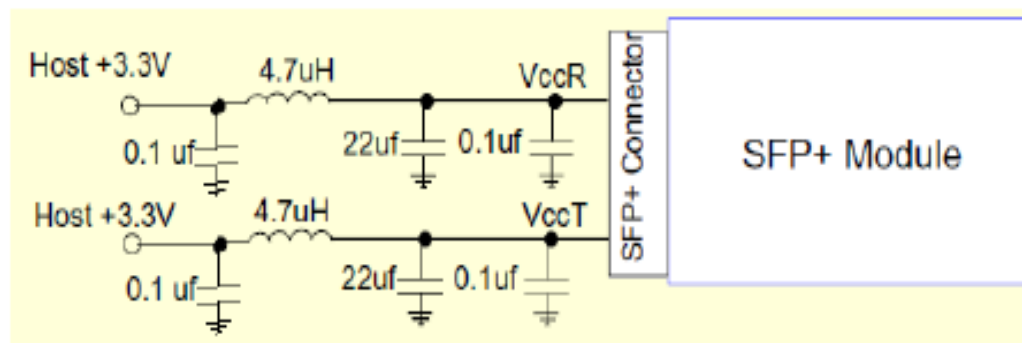 Host +3.3V
4.7uH
VccR
0.1 uf
22uf
0.1uf
Host +3.3V
4.7uH
VccT
0.1 uf
22uf
0.1uf
SFP+ Connector
SFP+ Module